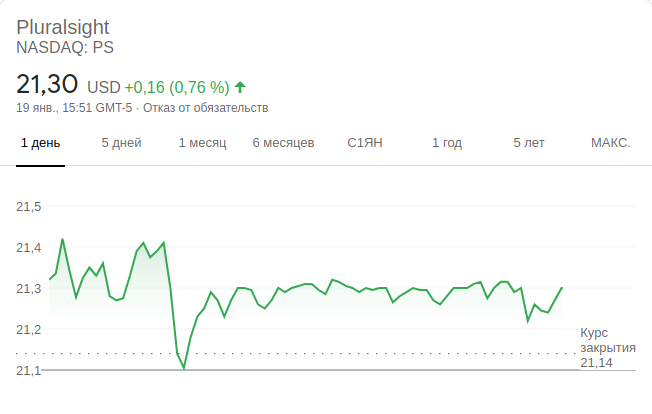 Pluralsight
NASDAQ: PS
21,30 USD +0,16 (0,76 %)
19 янв., 15:51 GMT-5 · Отказ от обязательств
1 день 5 дней 1 месяц 6 месяцев С1ЯН 1 год 5 лет МАКС.
21,5
21,4
21,3
21,2
21,1
Курс
закрытия
21,14